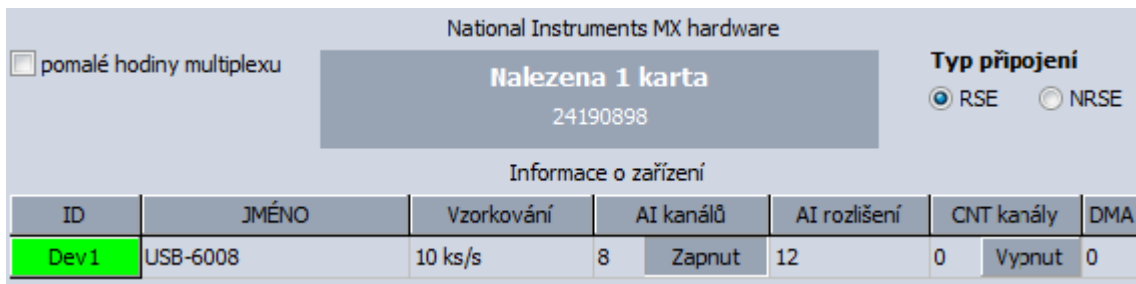 National Instruments MX hardware
pomalé hodiny multiplexu
Nalezena 1 karta
24190898
Typ připojení
RSE NRSE
Informace o zařízení
ID JMÉNO Vzorkování AI kanálů AI rozlišení CNT kanály DMA
Dev1 USB-6008 10 ks/s 8 Zapnut 12 0 Vypnut 0